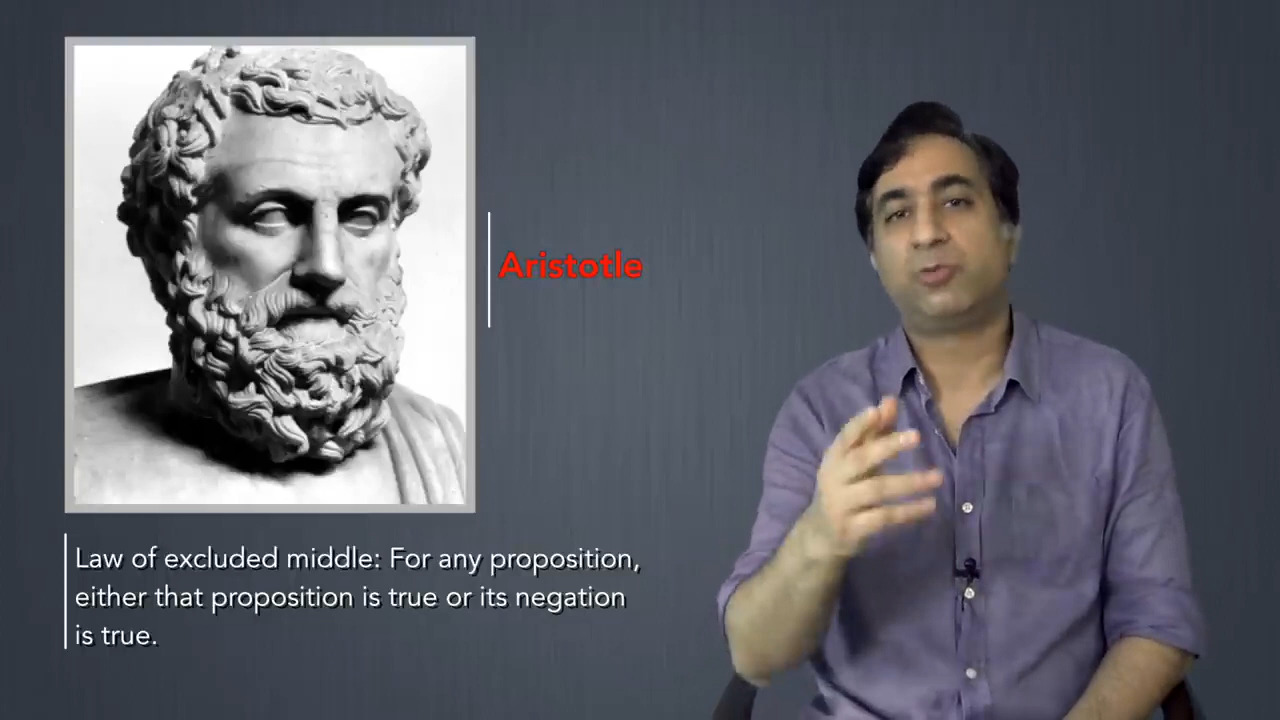 Aristotle
Law of excluded middle: For any proposition,
either that proposition is true or its negation
is true.